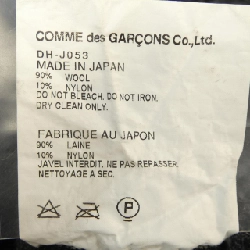 COMME des GARÇONS Co.,Ltd.
DH-J053
MADE IN JAPAN
90% WOOL
10% NYLON
DO NOT BLEACH. DO NOT IRON.
DRY CLEAN ONLY.
FABRIQUE AU JAPON
90% LAINE
10% NYLON
JAVEL INTERDIT. NE PAS REPASSER.
NETTOYAGE A SEC.
P